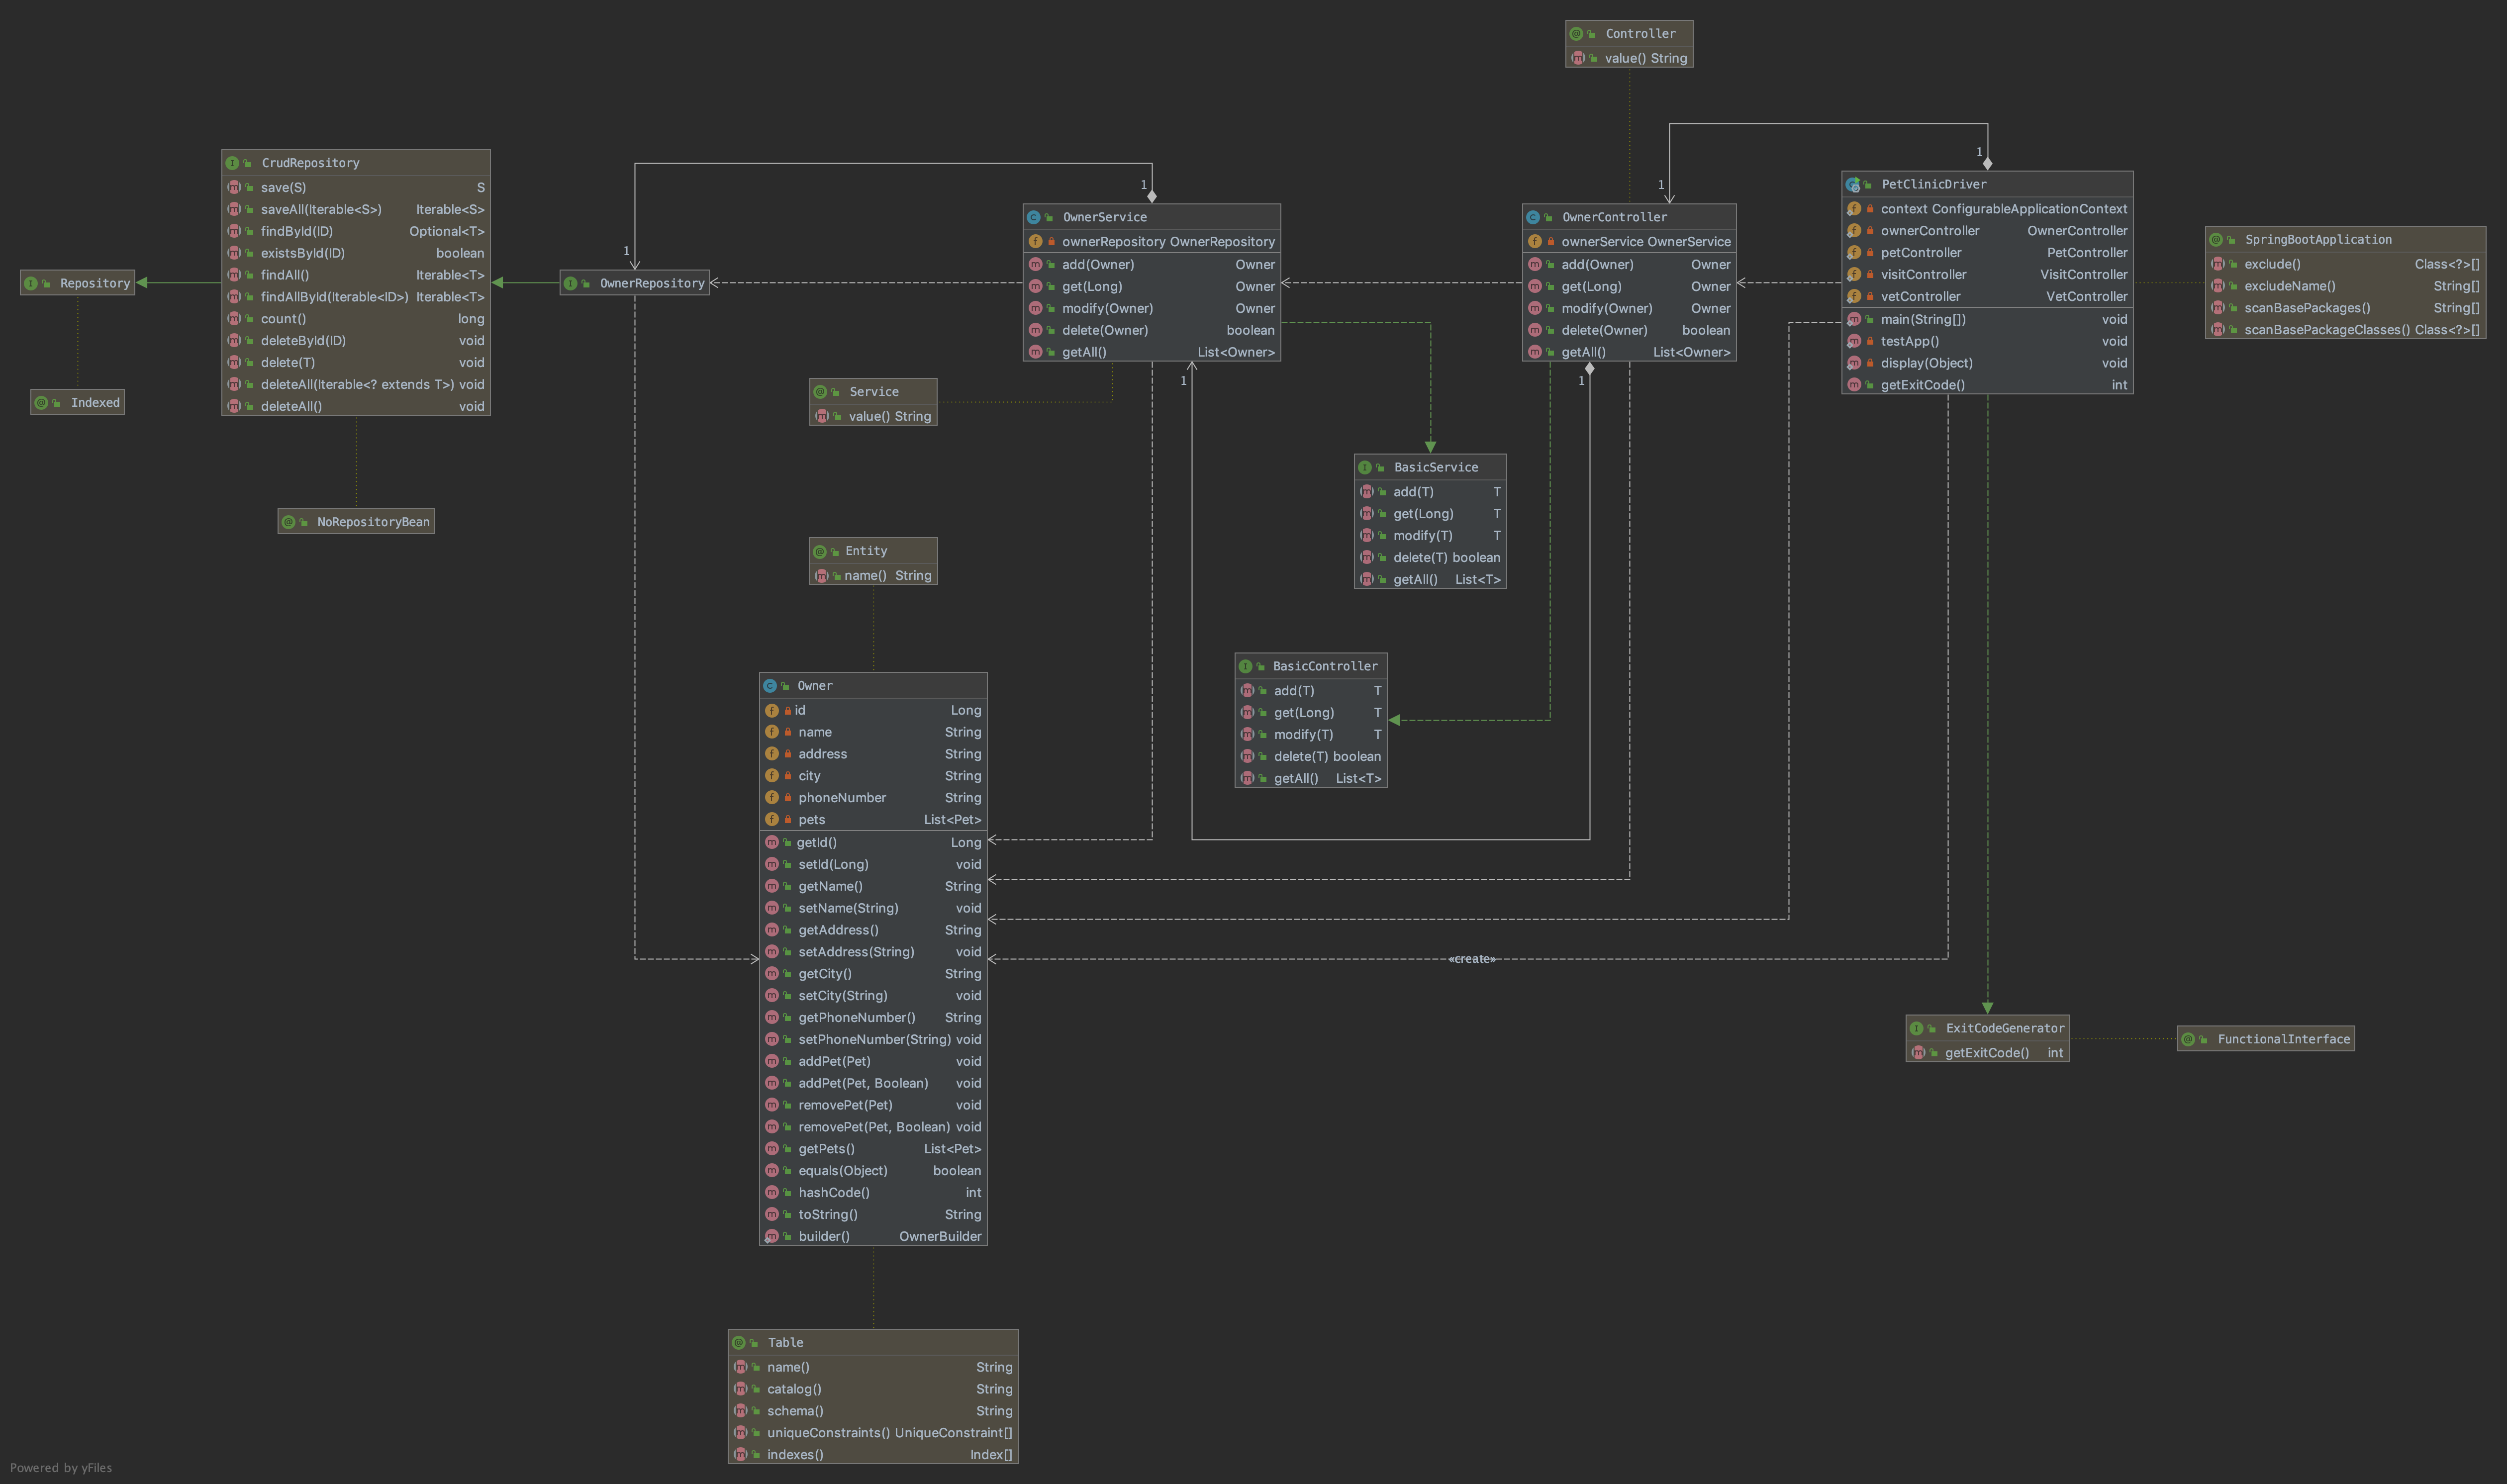 Controller
value() String
CrudRepository
save(S) S
saveAll(Iterable<S>) Iterable<S>
findById(ID) Optional<T>
existsById(ID) boolean
findAll() Iterable<T>
findAllById(Iterable<ID>) Iterable<T>
count() long
deleteById(ID) void
delete(T) void
deleteAll(Iterable<? extends T>) void
deleteAll() void
Repository
Indexed
NoRepositoryBean
OwnerRepository
1
1
OwnerService
ownerRepository OwnerRepository
add(Owner) Owner
get(Long) Owner
modify(Owner) Owner
delete(Owner) boolean
getAll() List<Owner>
1
1
OwnerController
ownerService OwnerService
add(Owner) Owner
get(Long) Owner
modify(Owner) Owner
delete(Owner) boolean
getAll() List<Owner>
1
1
PetClinicDriver
context ConfigurableApplicationContext
ownerController OwnerController
petController PetController
visitController VisitController
vetController VetController
main(String[]) void
testApp() void
display(Object) void
getExitCode() int
SpringBootApplication
exclude() Class<?>[]
excludeName() String[]
scanBasePackages() String[]
scanBasePackageClasses() Class<?>[]
Service
value() String
BasicService
add(T) T
get(Long) T
modify(T) T
delete(T) boolean
getAll() List<T>
Entity
name() String
BasicController
add(T) T
get(Long) T
modify(T) T
delete(T) boolean
getAll() List<T>
Owner
id Long
name String
address String
city String
phoneNumber String
pets List<Pet>
getId() Long
setId(Long) void
getName() String
setName(String) void
getAddress() String
setAddress(String) void
getCity() String
setCity(String) void
getPhoneNumber() String
setPhoneNumber(String) void
addPet(Pet) void
addPet(Pet, Boolean) void
removePet(Pet) void
removePet(Pet, Boolean) void
getPets() List<Pet>
equals(Object) boolean
hashCode() int
toString() String
builder() OwnerBuilder
«create»
ExitCodeGenerator
getExitCode() int
FunctionalInterface
Table
name() String
catalog() String
schema() String
uniqueConstraints() UniqueConstraint[]
indexes() Index[]
Powered by yFiles